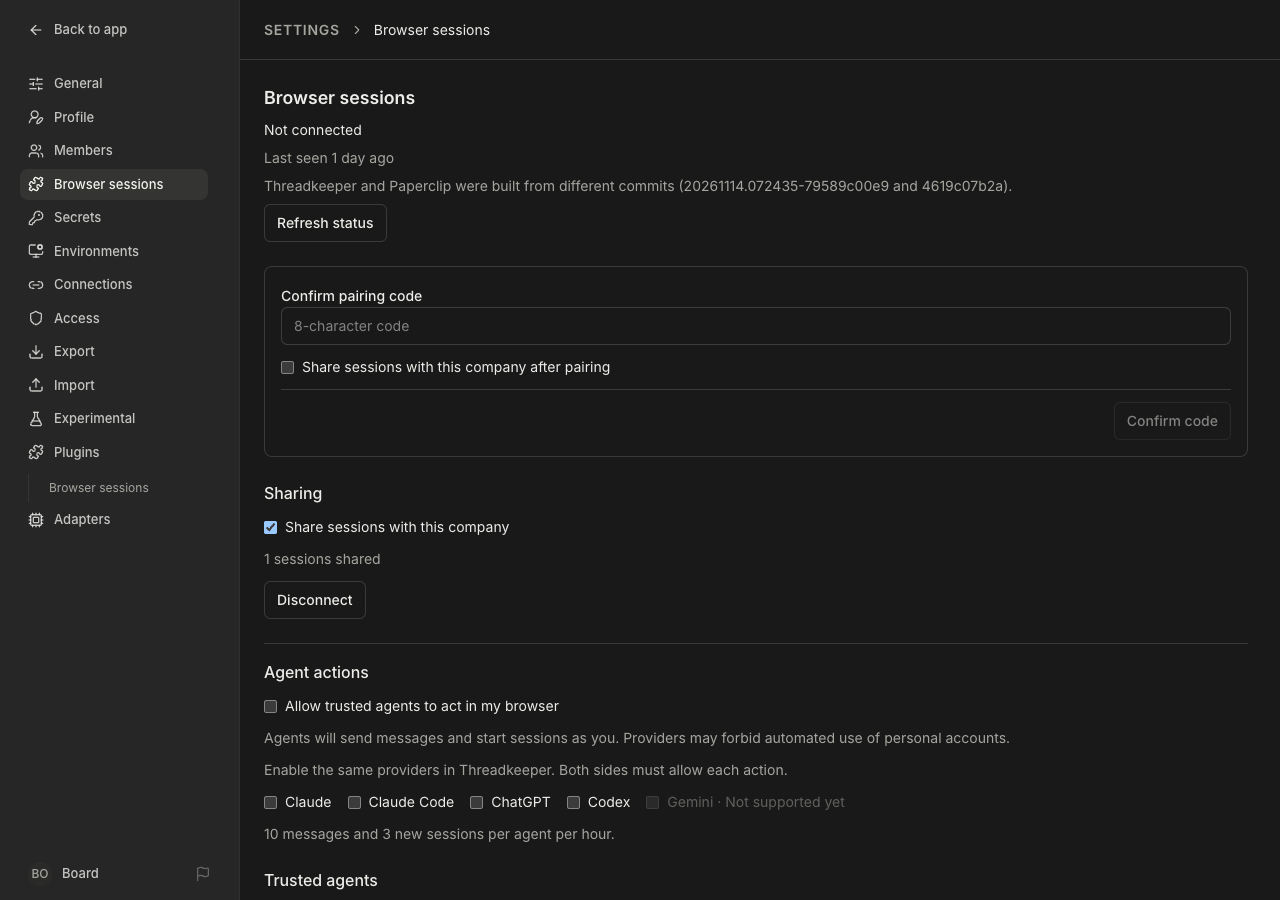 Back to app
SETTINGS > Browser sessions
General
Profile
Members
Browser sessions
Secrets
Environments
Connections
Access
Export
Import
Experimental
Plugins
Browser sessions
Adapters
BO Board
Browser sessions
Not connected
Last seen 1 day ago
Threadkeeper and Paperclip were built from different commits (20261114.072435-79589c00e9 and 4619c07b2a).
Refresh status
Confirm pairing code
8-character code
Share sessions with this company after pairing
Confirm code
Sharing
Share sessions with this company
1 sessions shared
Disconnect
Agent actions
Allow trusted agents to act in my browser
Agents will send messages and start sessions as you. Providers may forbid automated use of personal accounts.
Enable the same providers in Threadkeeper. Both sides must allow each action.
Claude Claude Code ChatGPT Codex Gemini · Not supported yet
10 messages and 3 new sessions per agent per hour.
Trusted agents